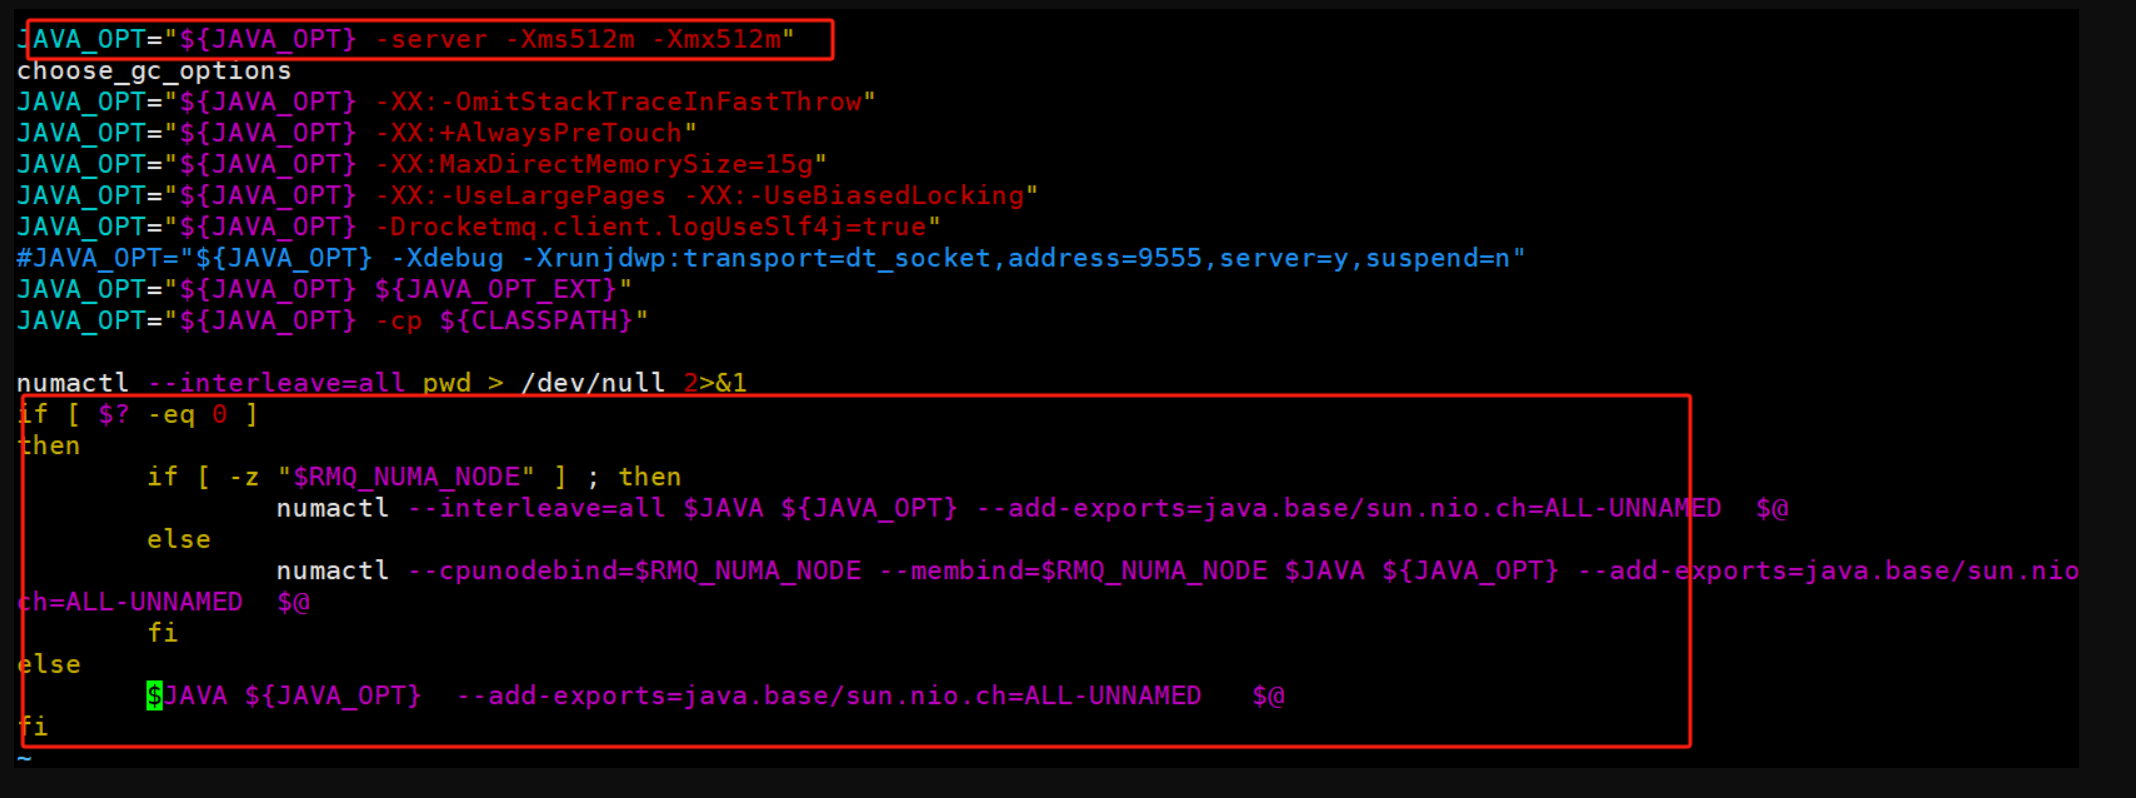 JAVA_OPT="${JAVA_OPT} -server -Xms512m -Xmx512m"
choose_gc_options
JAVA_OPT="${JAVA_OPT} -XX:-OmitStackTraceInFastThrow"
JAVA_OPT="${JAVA_OPT} -XX:+AlwaysPreTouch"
JAVA_OPT="${JAVA_OPT} -XX:MaxDirectMemorySize=15g"
JAVA_OPT="${JAVA_OPT} -XX:-UseLargePages -XX:-UseBiasedLocking"
JAVA_OPT="${JAVA_OPT} -Drocketmq.client.logUseSlf4j=true"
#JAVA_OPT="${JAVA_OPT} -Xdebug -Xrunjdwp:transport=dt_socket,address=9555,server=y,suspend=n"
JAVA_OPT="${JAVA_OPT} ${JAVA_OPT_EXT}"
JAVA_OPT="${JAVA_OPT} -cp ${CLASSPATH}"
numactl --interleave=all pwd > /dev/null 2>&1
if [ $? -eq 0 ]
then
if [ -z "$RMQ_NUMA_NODE" ] ; then
numactl --interleave=all $JAVA ${JAVA_OPT} --add-exports=java.base/sun.nio.ch=ALL-UNNAMED  $@
else
numactl --cpunodebind=$RMQ_NUMA_NODE --membind=$RMQ_NUMA_NODE $JAVA ${JAVA_OPT} --add-exports=java.base/sun.nio
ch=ALL-UNNAMED  $@
fi
else
$JAVA ${JAVA_OPT}  --add-exports=java.base/sun.nio.ch=ALL-UNNAMED   $@
fi
~